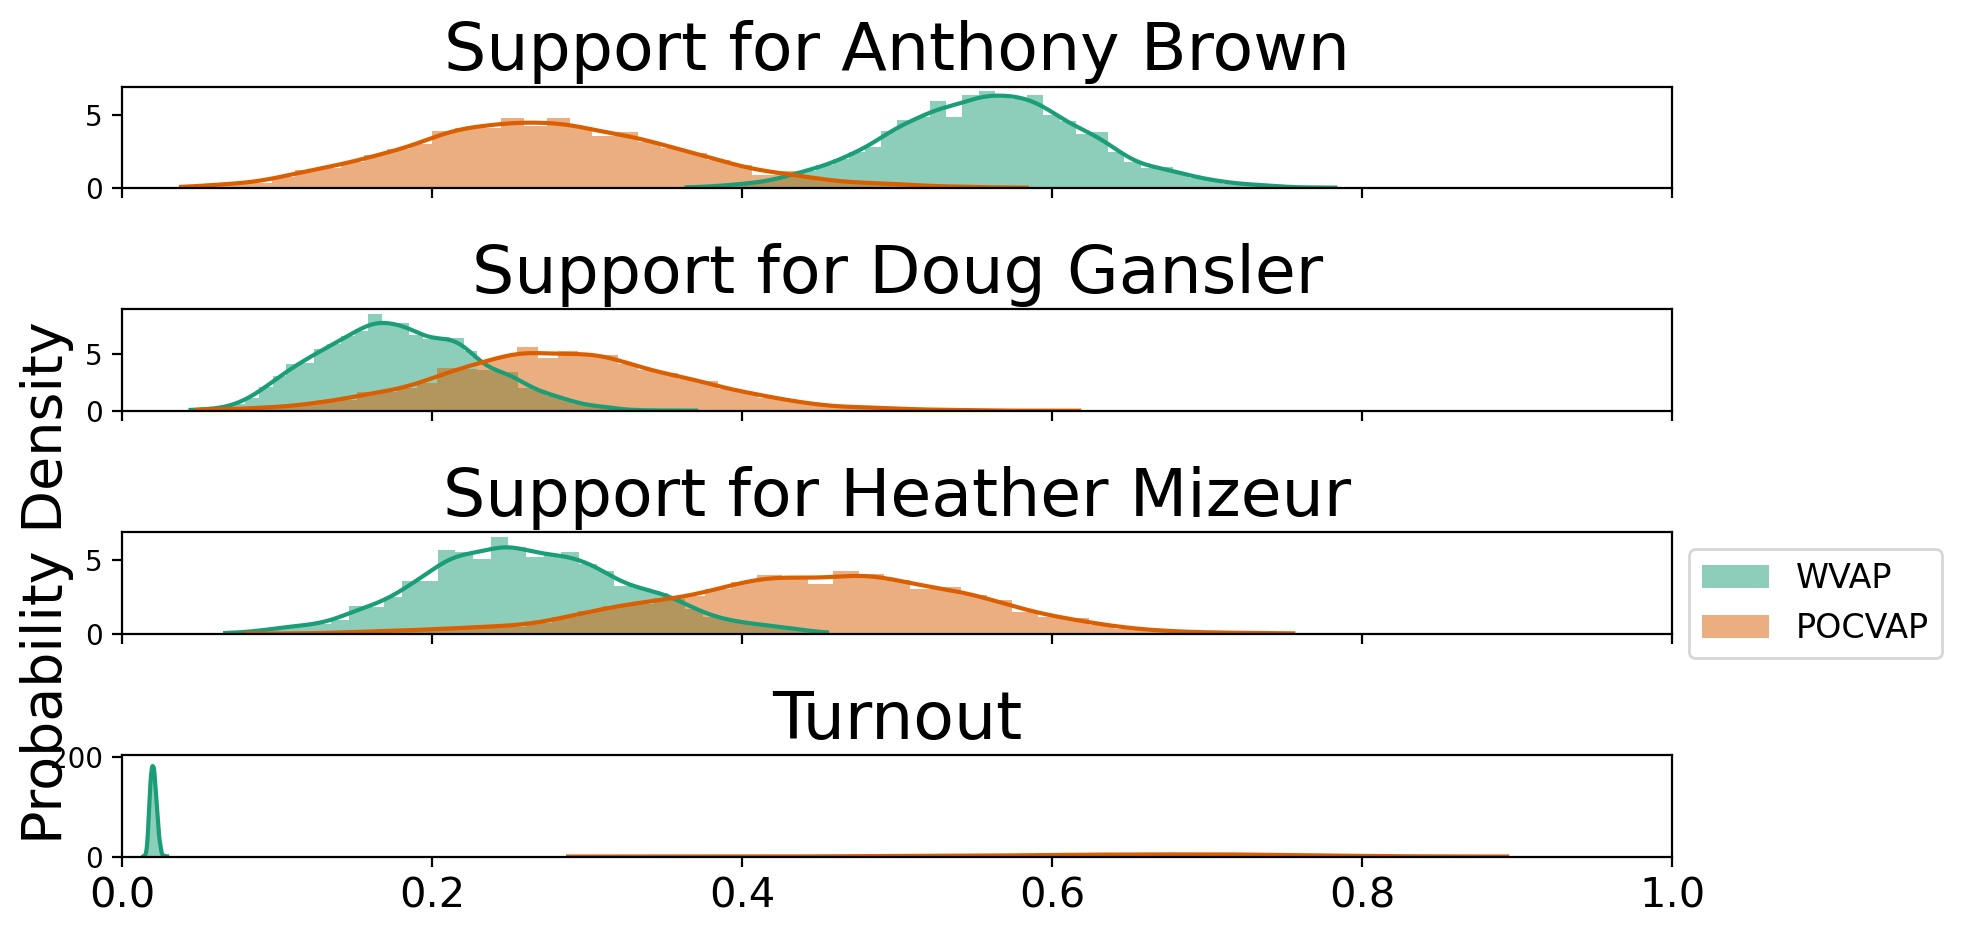 Support for Anthony Brown
5
0
Support for Doug Gansler
5
0
Probability Density
Support for Heather Mizeur
5
0
WVAP
POCVAP
Turnout
200
0
0.0 0.2 0.4 0.6 0.8 1.0